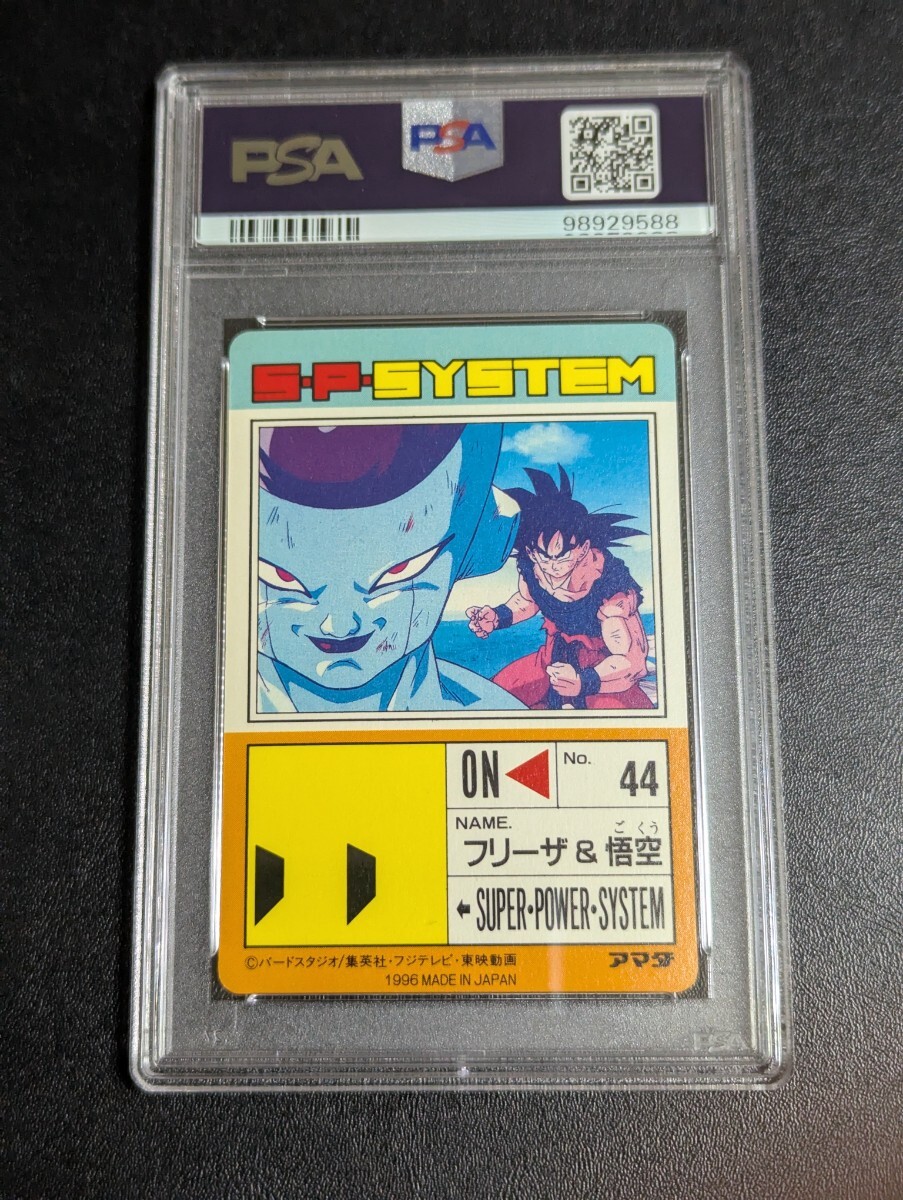 PSA
PSA
98929588
S·P·SYSTEM
ON
No. 44
NAME.
ごくう
フリーザ & 悟空
SUPER·POWER·SYSTEM
©バードスタジオ/集英社・フジテレビ・東映動画
アマダ
1996 MADE IN JAPAN
PSA